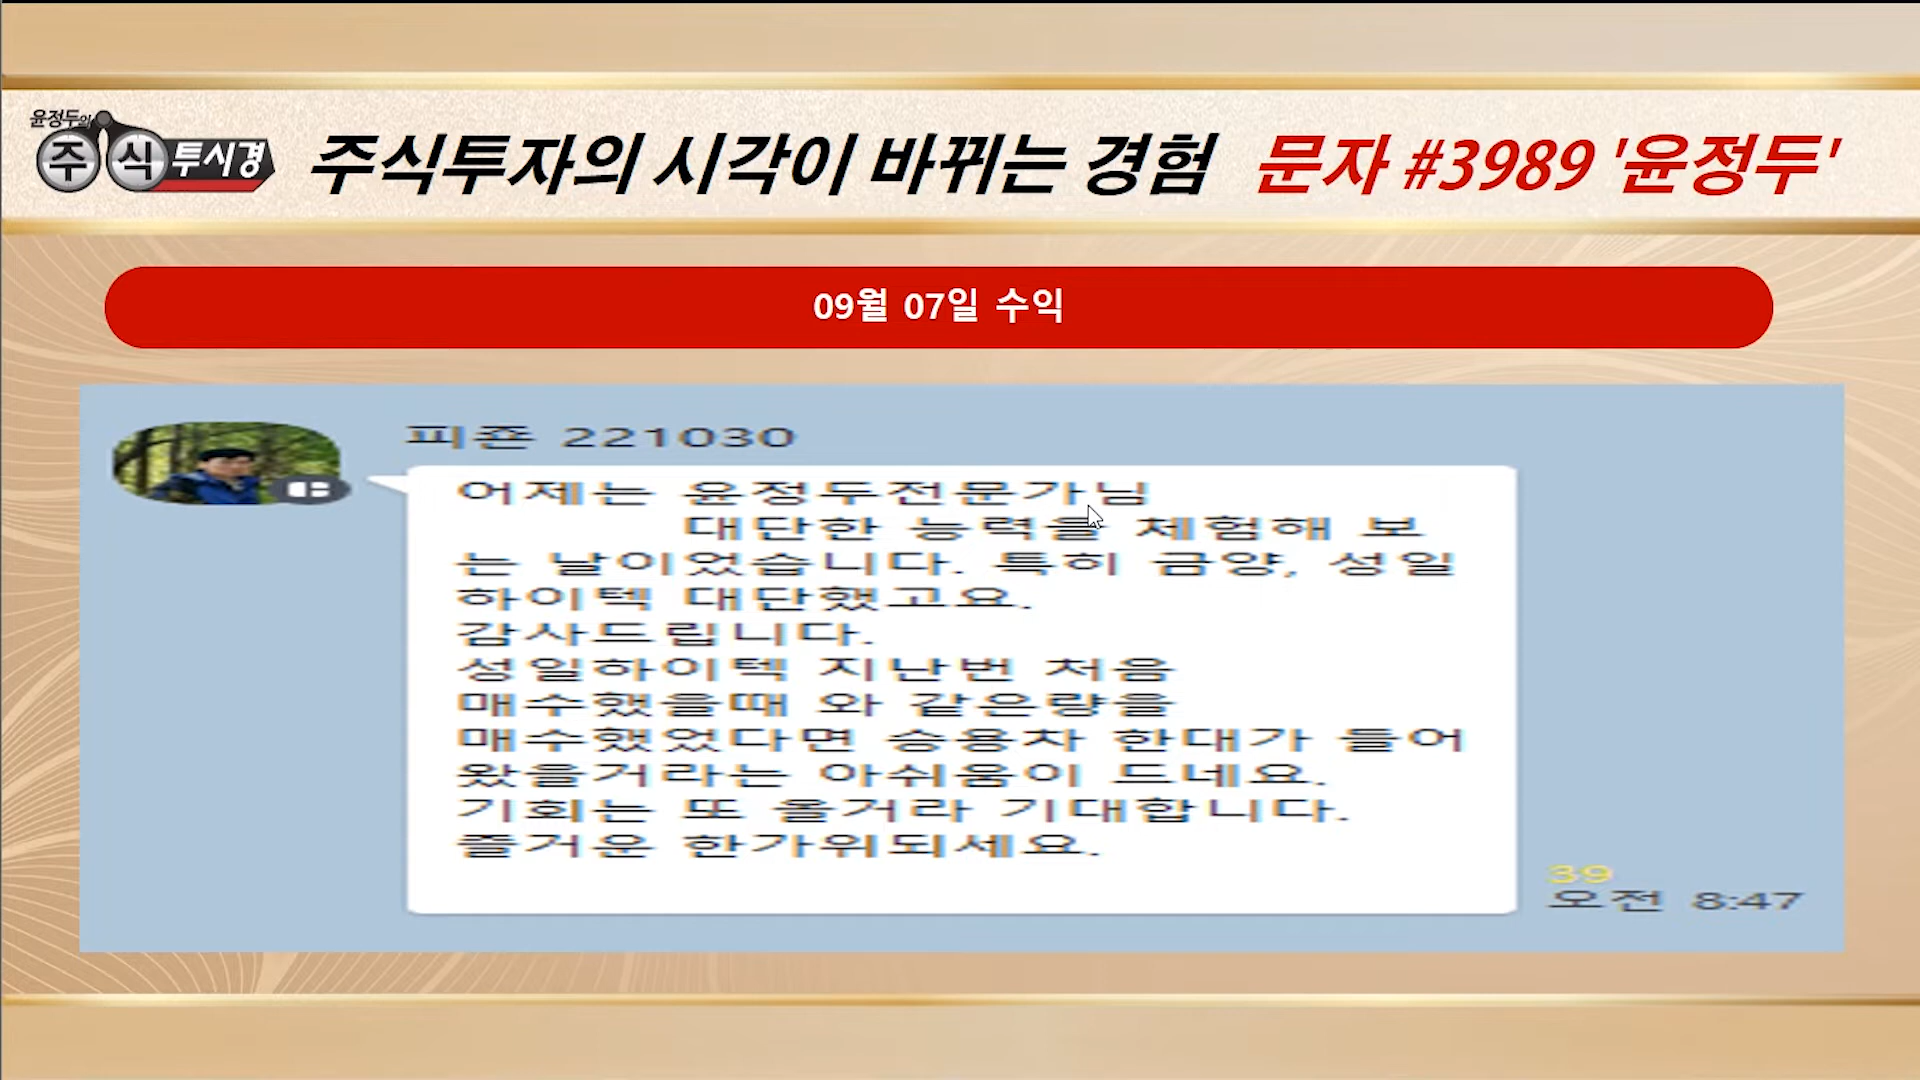 윤정두의
주식투시경
주식투자의 시각이 바뀌는 경험 문자 #3989 '윤정두'
09월 07일 수익
피죤 221030
어제는 윤정두전문가님
대단한 능력을 체험해 보
는 날이었습니다. 특히 금양, 성일
하이텍 대단했고요.
감사드립니다.
성일하이텍 지난번 처음
매수했을때 와 같은량을
매수했었다면 승용차 한대가 들어
왔을거라는 아쉬움이 드네요.
기회는 또 올거라 기대합니다.
즐거운 한가위되세요.
39
오전 8:47